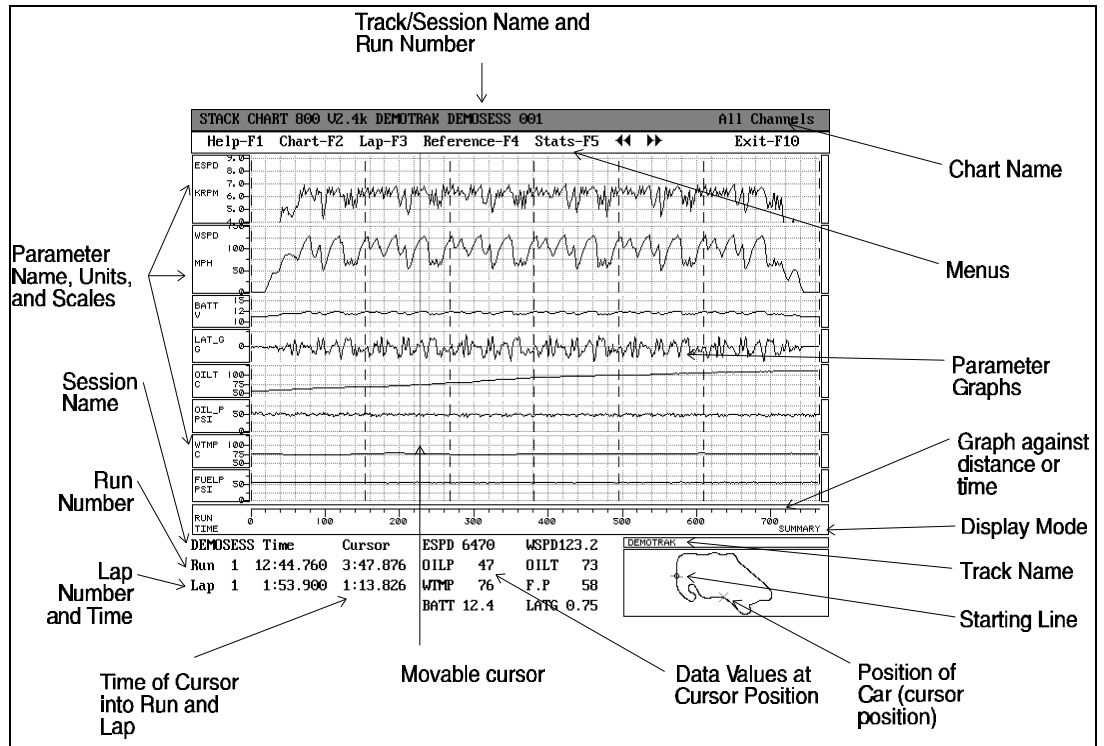 Track/Session Name and
Run Number
STACK CHART 800 V2.4k DEMOTRAK DEMOSESS 001 All Channels
Help-F1 Chart-F2 Lap-F3 Reference-F4 Stats-F5 Exit-F10
Chart Name
Menus
Parameter
Name, Units,
and Scales
ESPD
KRPM
9.0
8.0
7.0
6.0
5.0
4.0
WSPD
MPH
150
100
50
BATT
V
15
12
10
LAT_G
G
0
Parameter
Graphs
OILT
C
100
75
50
Session
Name
OIL_P
PSI
50
0
WTMP
C
100
75
50
Graph against
distance or
time
FUELP
PSI
50
0
Run
Number
RUN
TIME
0 100 200 300 400 500 600 700
SUMMARY
Display Mode
DEMOSESS Time Cursor
Run 1 12:44.760 3:47.876
Lap 1 1:53.900 1:13.826
ESPD 6470 WSPD123.2
OILP 47 OILT 73
WTMP 76 F.P 58
BATT 12.4 LATG 0.75
DEMOTRAK
Track Name
Starting Line
Lap
Number
and Time
Time of Cursor
into Run and
Lap
Movable cursor
Data Values at
Cursor Position
Position of
Car (cursor
position)